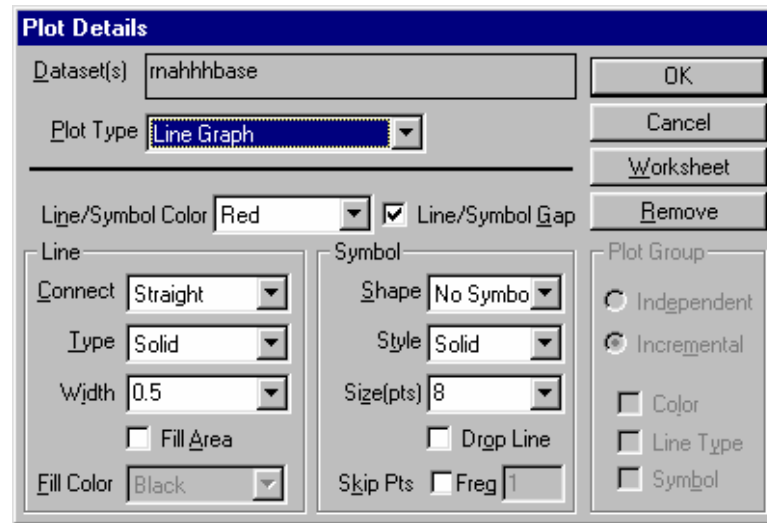 Plot Details
Dataset(s) rnahhhbase
OK
Plot Type Line Graph
Cancel
Worksheet
Line/Symbol Color Red Line/Symbol Gap
Remove
Line
Connect Straight
Type Solid
Width 0.5
Fill Area
Fill Color Black
Symbol
Shape No Symbo
Style Solid
Size(pts) 8
Drop Line
Skip Pts Freg 1
Plot Group
Independent
Incremental
Color
Line Type
Symbol